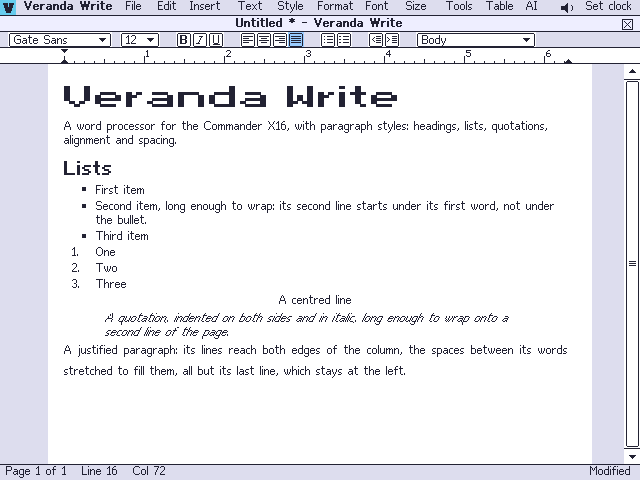 Veranda Write File Edit Insert Text Style Format Font Size Tools Table AI Set clock
Untitled * - Veranda Write
Gate Sans 12 B I U Body
1 2 3 4 5 6
Veranda Write
A word processor for the Commander X16, with paragraph styles: headings, lists, quotations,
alignment and spacing.
Lists
▪ First item
▪ Second item, long enough to wrap: its second line starts under its first word, not under
the bullet.
▪ Third item
1. One
2. Two
3. Three
A centred line
A quotation, indented on both sides and in italic, long enough to wrap onto a
second line of the page.
A justified paragraph: its lines reach both edges of the column, the spaces between its words
stretched to fill them, all but its last line, which stays at the left.
Page 1 of 1 Line 16 Col 72 Modified